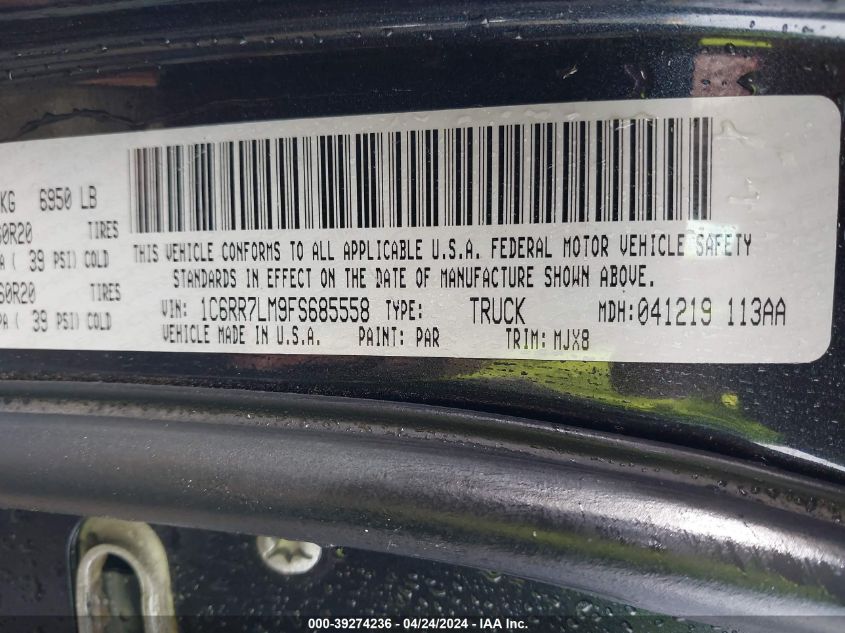 KG 6950 LB
60R20 TIRES
PA ( 39 PSI) COLD
60R20 TIRES
PA ( 39 PSI) COLD
THIS VEHICLE CONFORMS TO ALL APPLICABLE U.S.A. FEDERAL MOTOR VEHICLE SAFETY
STANDARDS IN EFFECT ON THE DATE OF MANUFACTURE SHOWN ABOVE.
VIN: 1C6RR7LM9FS685558 TYPE: TRUCK MDH:041219 113AA
VEHICLE MADE IN U.S.A. PAINT: PAR TRIM: MJX8
000-39274236 - 04/24/2024 - IAA Inc.